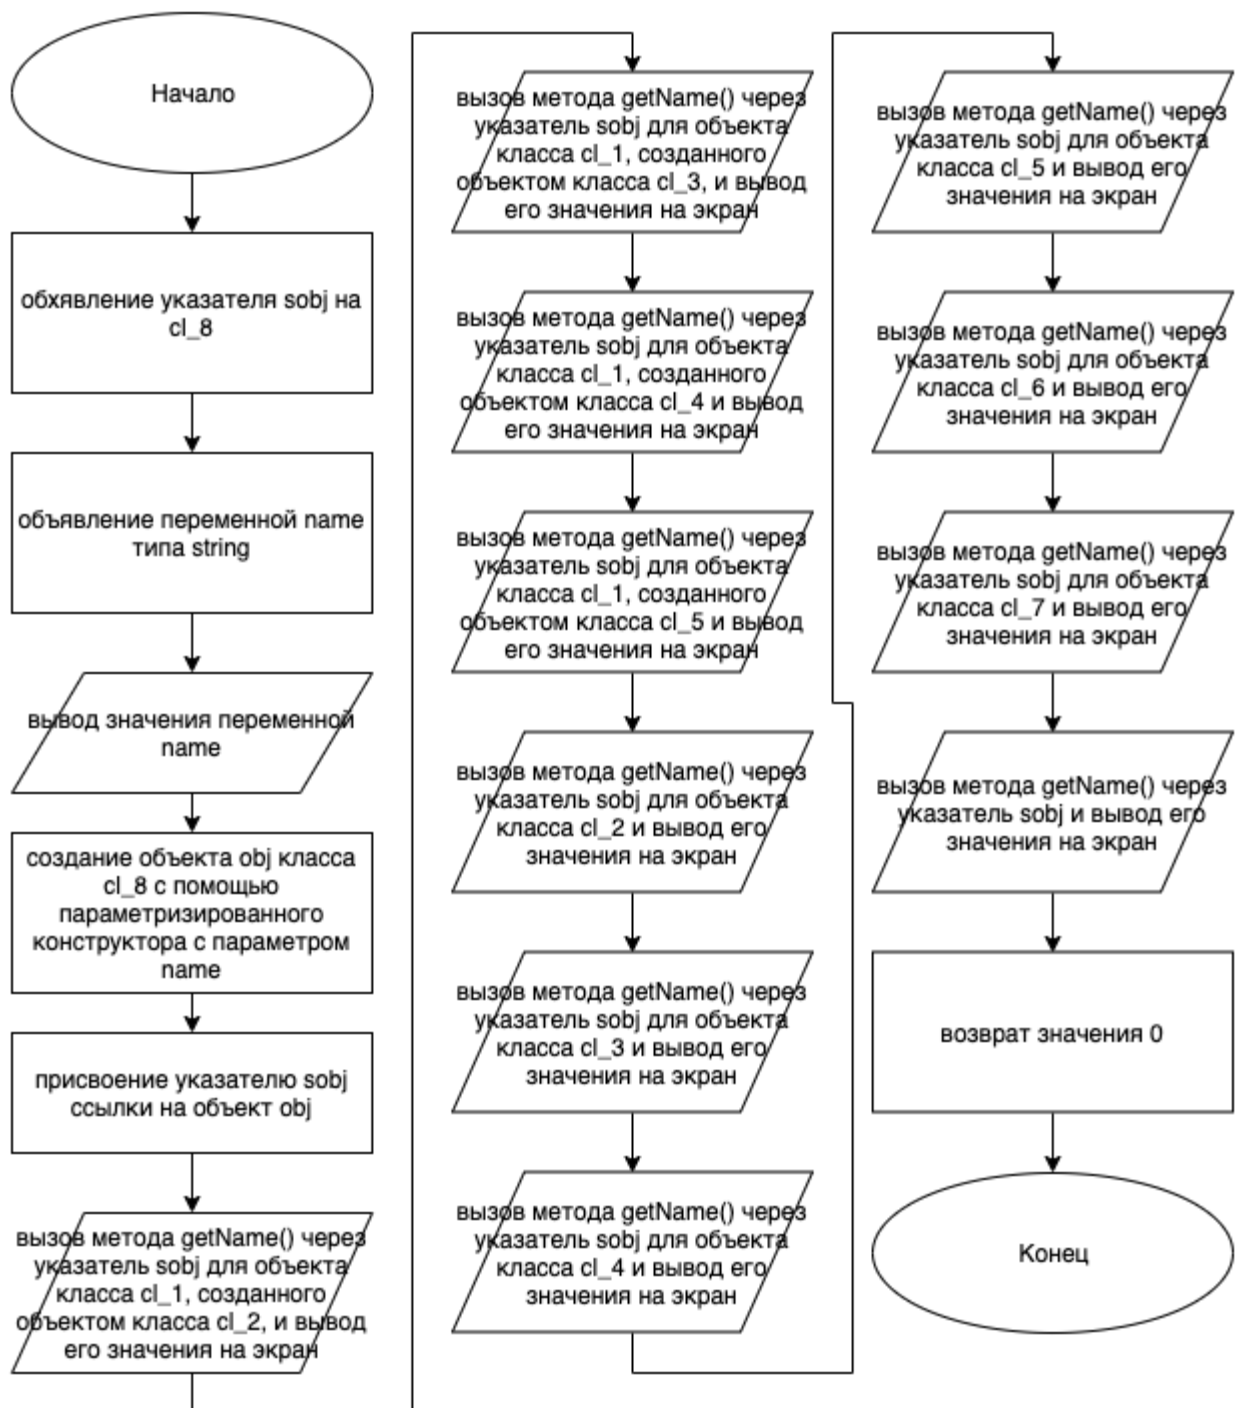 Начало
обхявление указателя sobj на
cl_8
объявление переменной name
типа string
вывод значения переменной
name
создание объекта obj класса
cl_8 с помощью
параметризированного
конструктора с параметром
name
присвоение указателю sobj
ссылки на объект obj
вызов метода getName() через
указатель sobj для объекта
класса cl_1, созданного
объектом класса cl_2, и вывод
его значения на экран
вызов метода getName() через
указатель sobj для объекта
класса cl_1, созданного
объектом класса cl_3, и вывод
его значения на экран
вызов метода getName() через
указатель sobj для объекта
класса cl_1, созданного
объектом класса cl_4 и вывод
его значения на экран
вызов метода getName() через
указатель sobj для объекта
класса cl_1, созданного
объектом класса cl_5 и вывод
его значения на экран
вызов метода getName() через
указатель sobj для объекта
класса cl_2 и вывод его
значения на экран
вызов метода getName() через
указатель sobj для объекта
класса cl_3 и вывод его
значения на экран
вызов метода getName() через
указатель sobj для объекта
класса cl_4 и вывод его
значения на экран
вызов метода getName() через
указатель sobj для объекта
класса cl_5 и вывод его
значения на экран
вызов метода getName() через
указатель sobj для объекта
класса cl_6 и вывод его
значения на экран
вызов метода getName() через
указатель sobj для объекта
класса cl_7 и вывод его
значения на экран
вызов метода getName() через
указатель sobj и вывод его
значения на экран
возврат значения 0
Конец